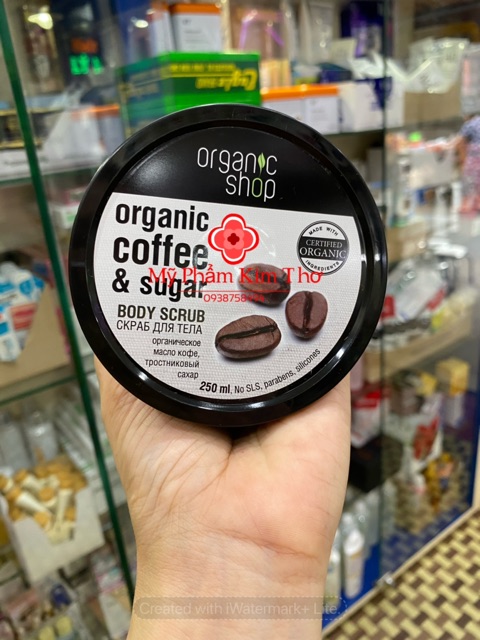 organic
shop
organic
coffee
& sugar
MADE WITH
CERTIFIED
ORGANIC
INGREDIENTS
Mỹ Phẩm Kim Thơ
BODY SCRUB
СКРАБ ДЛЯ ТЕЛА
органическое
масло кофе,
тростниковый
сахар
250 ml. No SLS, parabens, silicones
Created with iWatermark+ Lite.